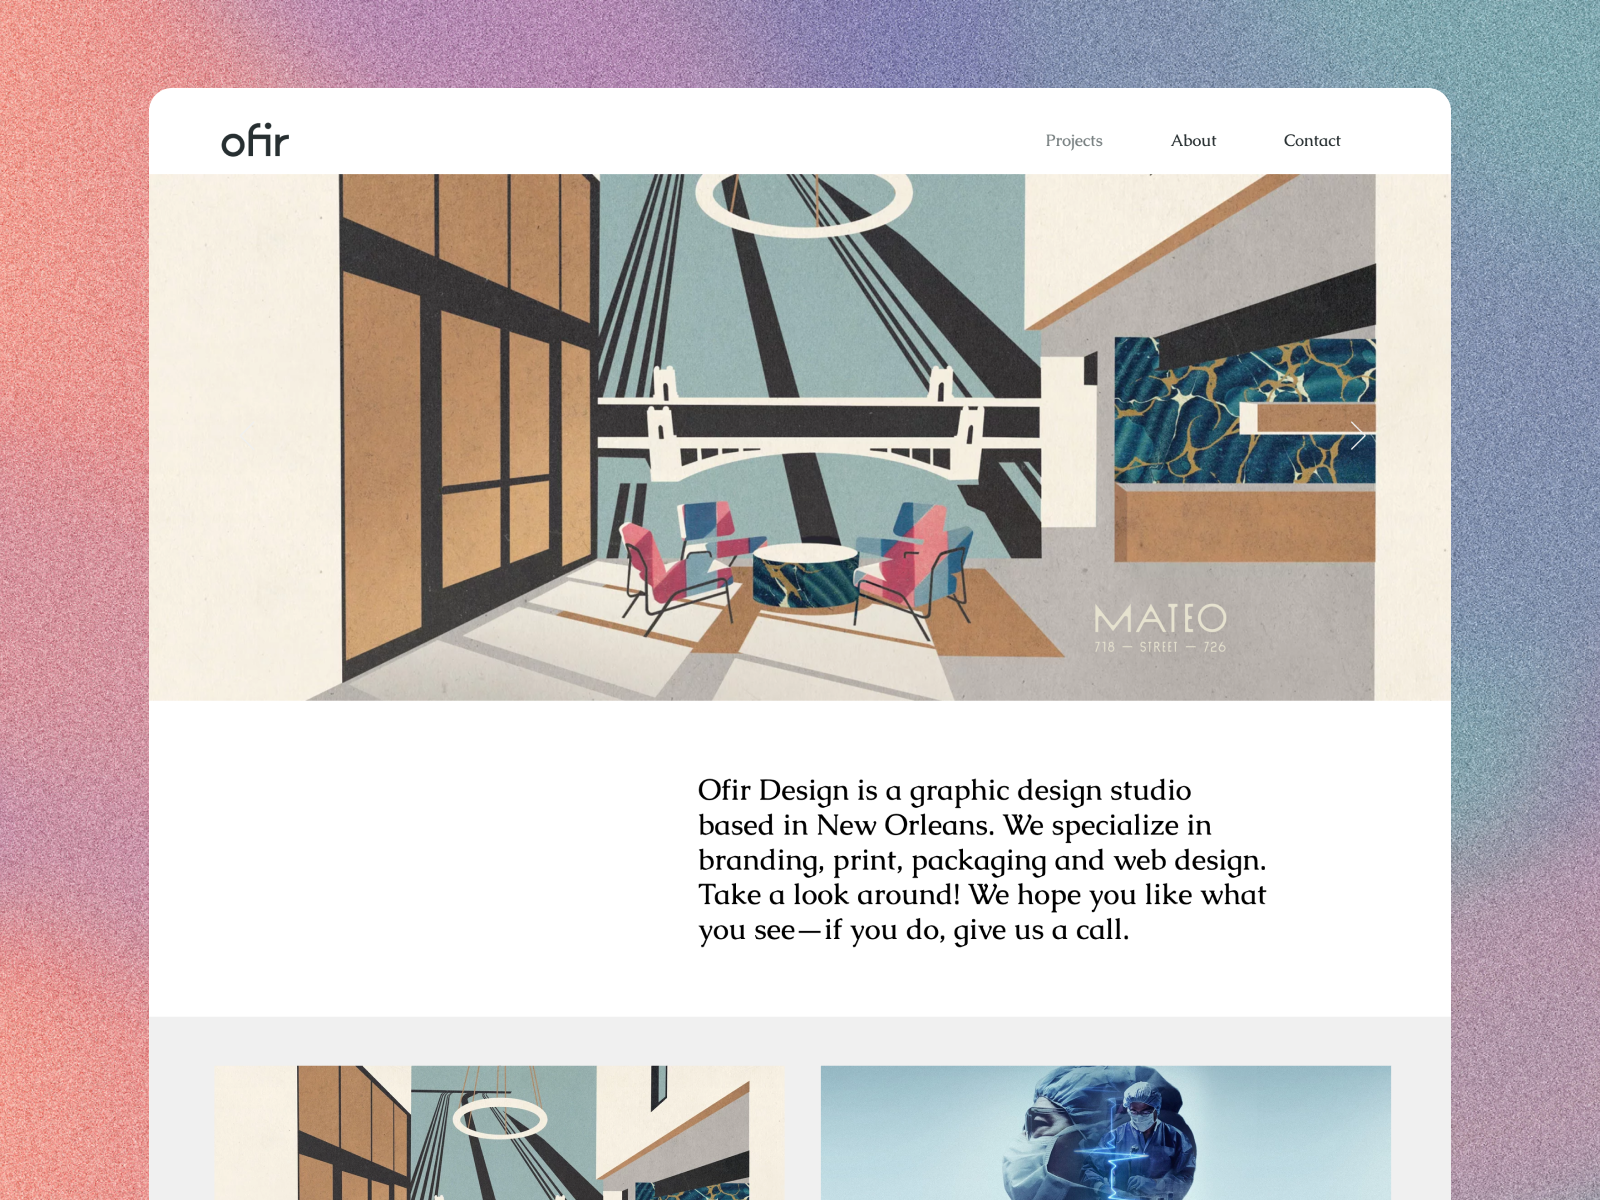 ofir
Projects
About
Contact
MATEO
718 — STREET — 726
Ofir Design is a graphic design studio
based in New Orleans. We specialize in
branding, print, packaging and web design.
Take a look around! We hope you like what
you see—if you do, give us a call.